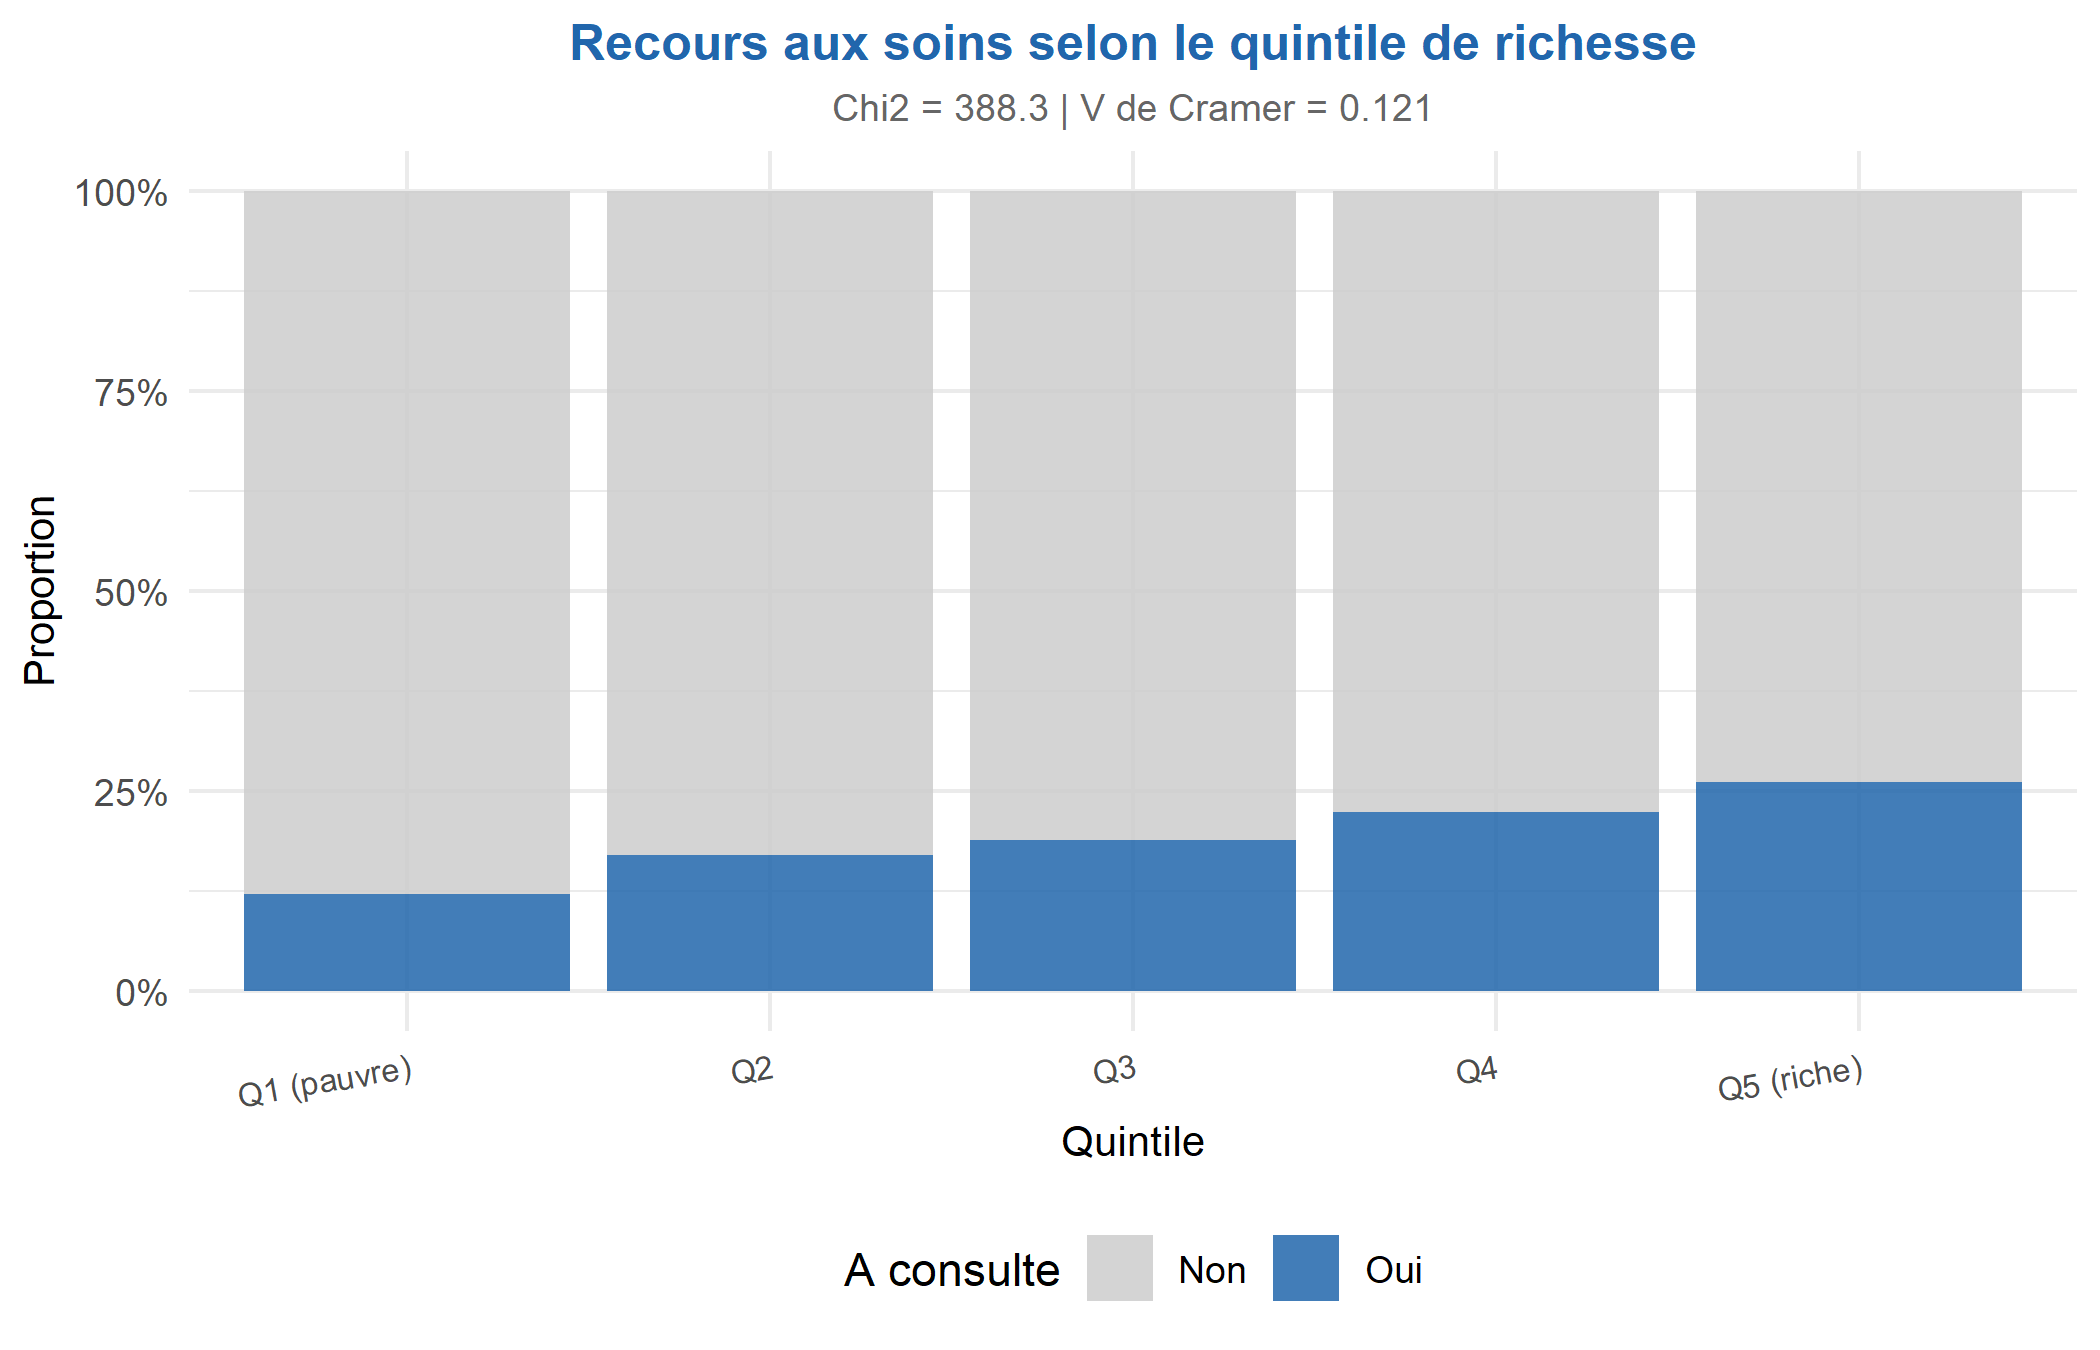 Recours aux soins selon le quintile de richesse
Chi2 = 388.3 | V de Cramer = 0.121
Proportion
100%
75%
50%
25%
0%
Q1 (pauvre)
Q2
Q3
Q4
Q5 (riche)
Quintile
A consulte
Non
Oui